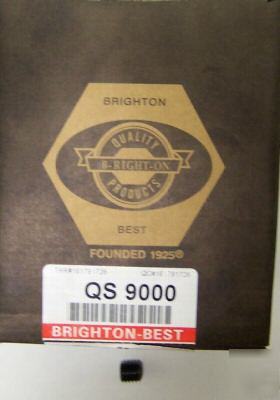 BRIGHTON
QUALITY
B-RIGHT-ON
PRODUCTS
BEST
FOUNDED 1925®
QS 9000
BRIGHTON-BEST